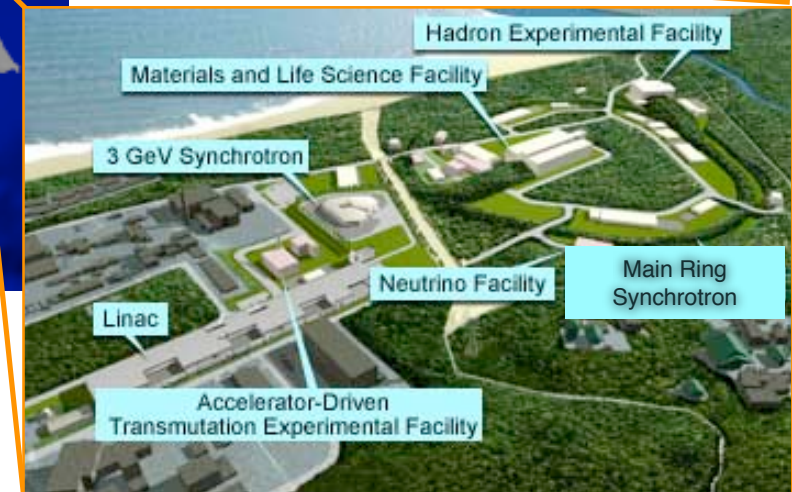 Hadron Experimental Facility
Materials and Life Science Facility
3 GeV Synchrotron
Neutrino Facility
Main Ring
Synchrotron
Linac
Accelerator-Driven
Transmutation Experimental Facility